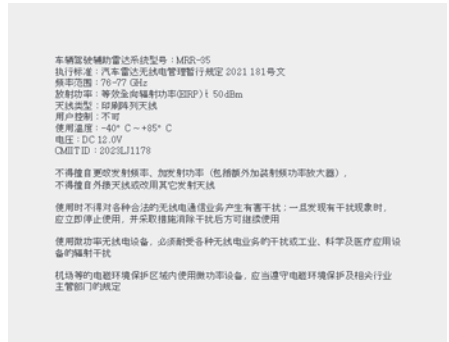 车辆驾驶辅助雷达系统型号：MRR-35
执行标准：汽车雷达无线电管理暂行规定 2021 181号文
频率范围：76-77 GHz
放射功率：等效全向辐射功率(EIRP)≤ 50dBm
天线类型：印刷阵列天线
用户控制：不可
使用温度：-40° C ~ +85° C
电压：DC 12.0V
CMIIT ID：2023LJ1178
不得擅自更改发射频率、加发射功率（包括额外加装射频功率放大器），
不得擅自外接天线或改用其它发射天线
使用时不得对各种合法的无线电通信业务产生有害干扰；一旦发现有干扰现象时，
应立即停止使用，并采取措施消除干扰后方可继续使用
使用微功率无线电设备，必须耐受各种无线电业务的干扰或工业、科学及医疗应用设
备的辐射干扰
机场等的电磁环境保护区域内使用微功率设备，应当遵守电磁环境保护及相关行业
主管部门的规定